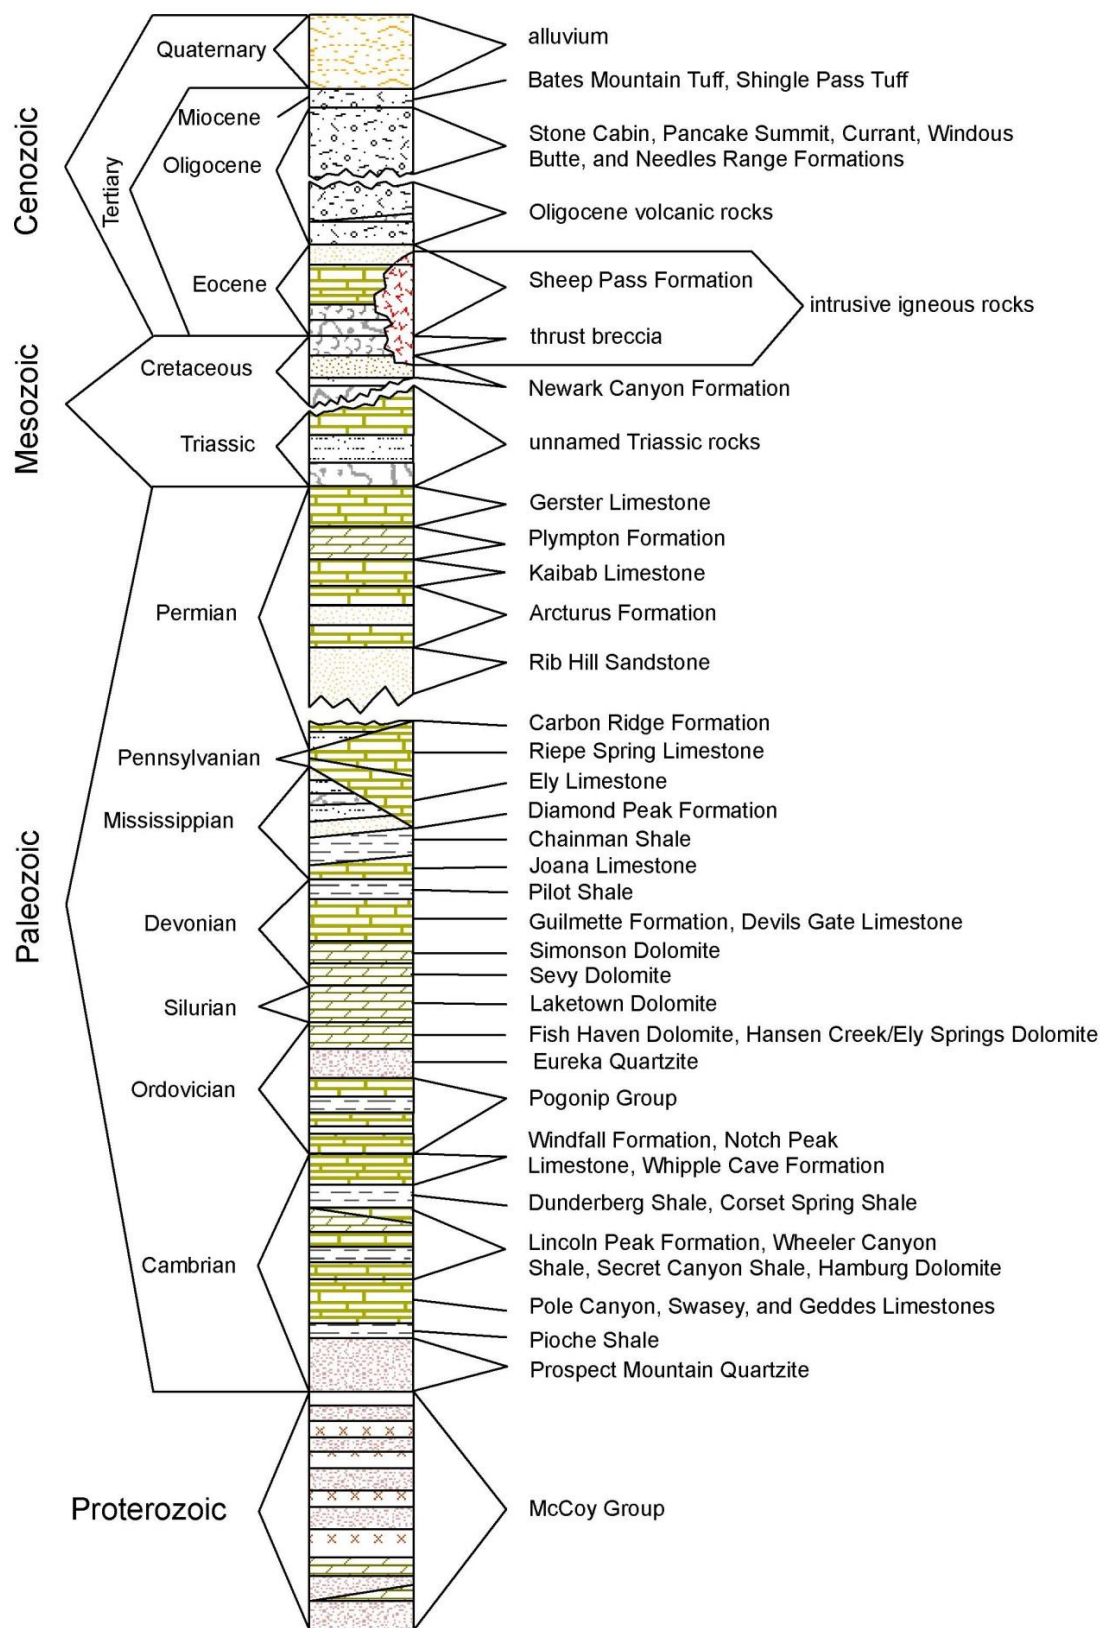 Cenozoic
Quaternary
Tertiary
Miocene
Oligocene
Eocene
Mesozoic
Cretaceous
Triassic
Paleozoic
Permian
Pennsylvanian
Mississippian
Devonian
Silurian
Ordovician
Cambrian
Proterozoic
alluvium
Bates Mountain Tuff, Shingle Pass Tuff
Stone Cabin, Pancake Summit, Currant, Windous
Butte, and Needles Range Formations
Oligocene volcanic rocks
Sheep Pass Formation
intrusive igneous rocks
thrust breccia
Newark Canyon Formation
unnamed Triassic rocks
Gerster Limestone
Plympton Formation
Kaibab Limestone
Arcturus Formation
Rib Hill Sandstone
Carbon Ridge Formation
Riepe Spring Limestone
Ely Limestone
Diamond Peak Formation
Chainman Shale
Joana Limestone
Pilot Shale
Guilmette Formation, Devils Gate Limestone
Simonson Dolomite
Sevy Dolomite
Laketown Dolomite
Fish Haven Dolomite, Hansen Creek/Ely Springs Dolomite
Eureka Quartzite
Pogonip Group
Windfall Formation, Notch Peak
Limestone, Whipple Cave Formation
Dunderberg Shale, Corset Spring Shale
Lincoln Peak Formation, Wheeler Canyon
Shale, Secret Canyon Shale, Hamburg Dolomite
Pole Canyon, Swasey, and Geddes Limestones
Pioche Shale
Prospect Mountain Quartzite
McCoy Group